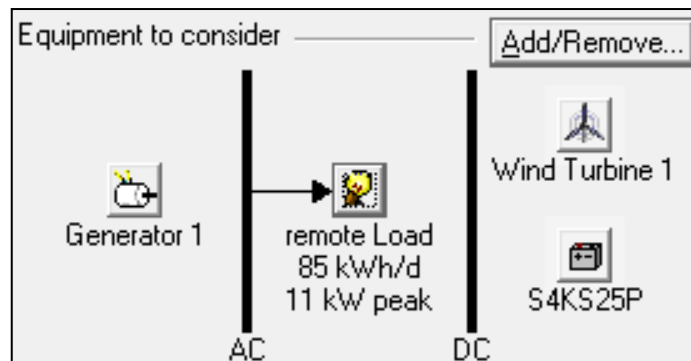 Equipment to consider
Add/Remove...
Generator 1
remote Load
85 kWh/d
11 kW peak
Wind Turbine 1
S4KS25P
AC
DC